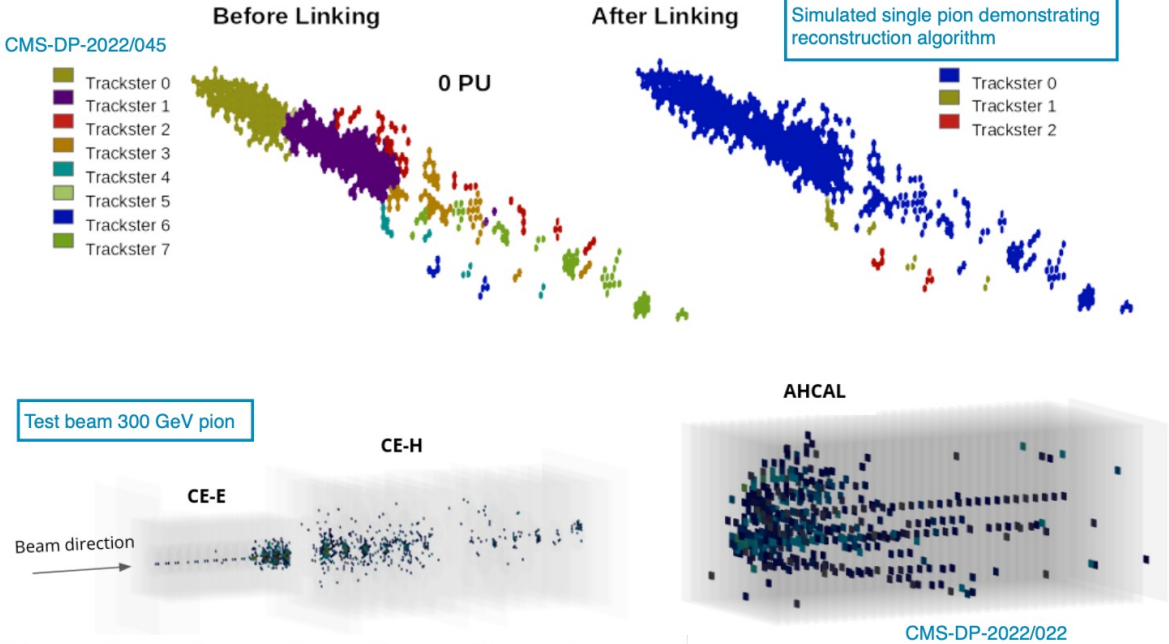 Before Linking
After Linking
Simulated single pion demonstrating
reconstruction algorithm
CMS-DP-2022/045
0 PU
Trackster 0
Trackster 1
Trackster 2
Trackster 3
Trackster 4
Trackster 5
Trackster 6
Trackster 7
Trackster 0
Trackster 1
Trackster 2
Test beam 300 GeV pion
CE-E
CE-H
AHCAL
Beam direction
CMS-DP-2022/022